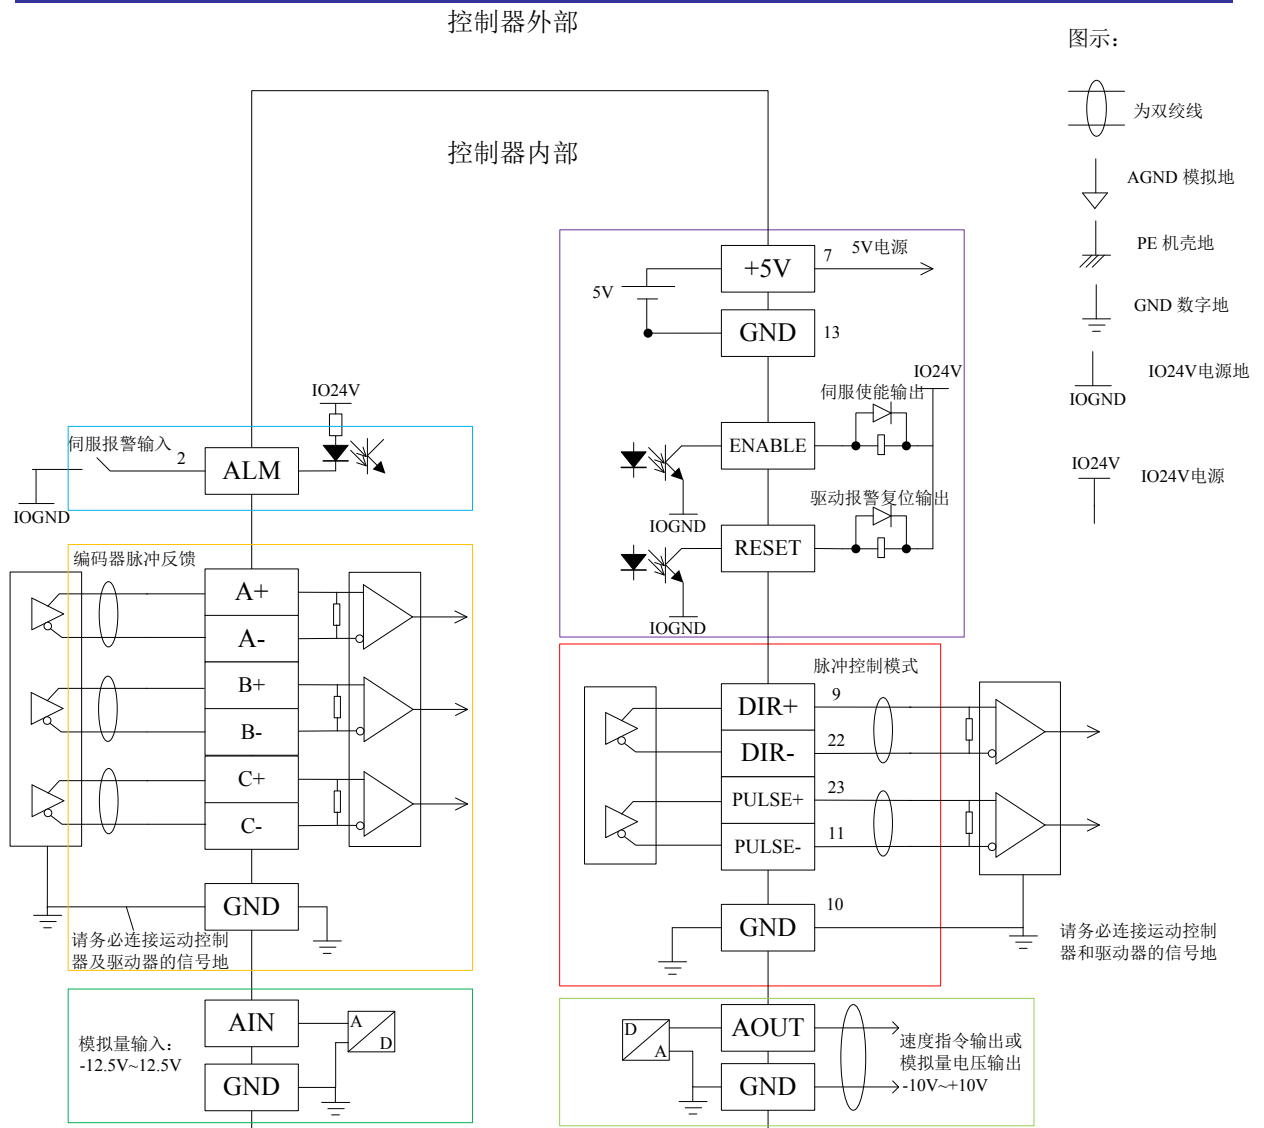 控制器外部
控制器内部
图示：
为双绞线
AGND 模拟地
PE 机壳地
GND 数字地
IO24V电源地
IOGND
IO24V
IO24V电源
IO24V
伺服报警输入
2
ALM
IOGND
编码器脉冲反馈
A+
A-
B+
B-
C+
C-
GND
请务必连接运动控制
器及驱动器的信号地
模拟量输入：
-12.5V~12.5V
AIN
A
D
GND
+5V
7
5V电源
5V
GND
13
IO24V
伺服使能输出
ENABLE
IOGND
驱动报警复位输出
RESET
IOGND
脉冲控制模式
DIR+
9
DIR-
22
PULSE+
23
PULSE-
11
GND
10
请务必连接运动控制
器和驱动器的信号地
D
A
AOUT
速度指令输出或
模拟量电压输出
-10V~+10V
GND